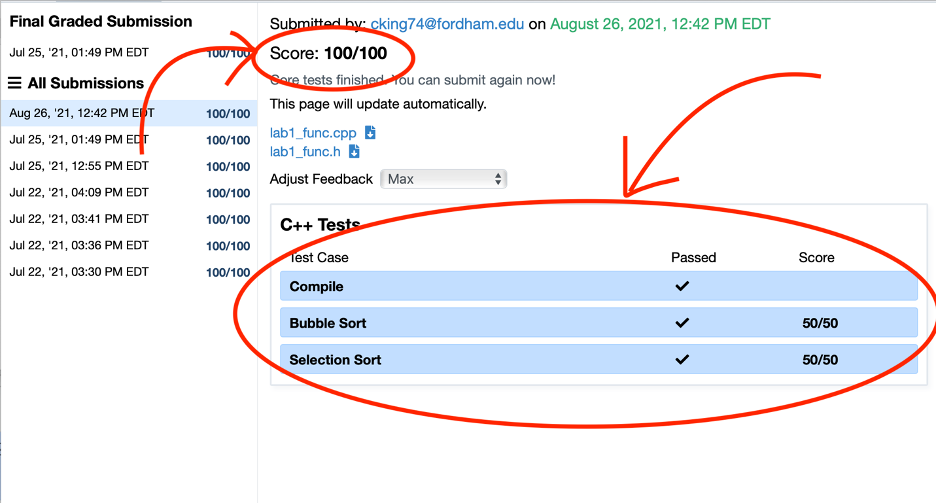 Final Graded Submission
Jul 25, '21, 01:49 PM EDT 100/100
☰ All Submissions
Aug 26, '21, 12:42 PM EDT 100/100
Jul 25, '21, 01:49 PM EDT 100/100
Jul 25, '21, 12:55 PM EDT 100/100
Jul 22, '21, 04:09 PM EDT 100/100
Jul 22, '21, 03:41 PM EDT 100/100
Jul 22, '21, 03:36 PM EDT 100/100
Jul 22, '21, 03:30 PM EDT 100/100
Submitted by: cking74@fordham.edu on August 26, 2021, 12:42 PM EDT
Score: 100/100
Core tests finished. You can submit again now!
This page will update automatically.
lab1_func.cpp
lab1_func.h
Adjust Feedback Max
C++ Tests
Test Case Passed Score
Compile ✓
Bubble Sort ✓ 50/50
Selection Sort ✓ 50/50